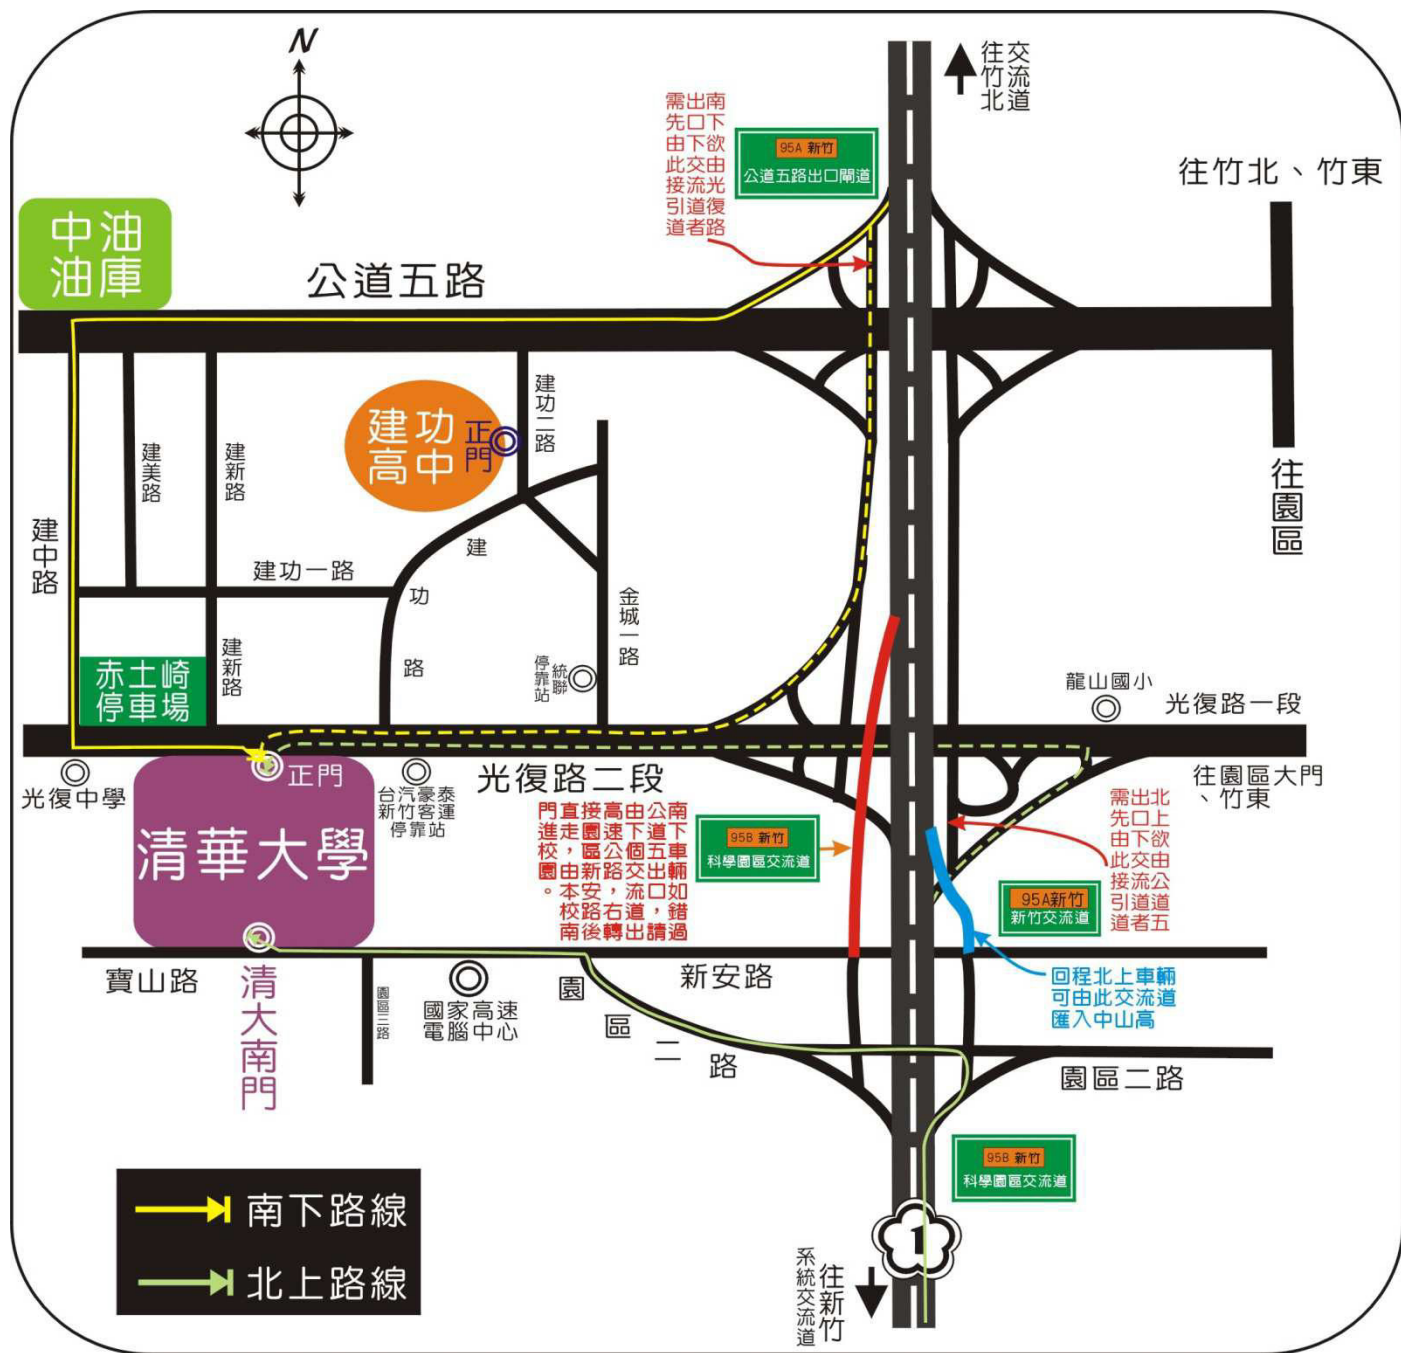 N
往竹北
交流道
南下欲由光復路
出口下交流道者
需先由此接引道
95A 新竹
公道五路出口閘道
往竹北、竹東
中油
油庫
公道五路
建功二路
建功
高中
正門
建美路
建新路
往園區
建中路
建功一路
建功路
金城一路
建新路
統聯
停靠站
赤土崎
停車場
龍山國小
光復路一段
正門
光復中學
台汽豪泰
新竹客運
停靠站
光復路二段
往園區大門
、竹東
清華大學
南下車輛如錯過
公道五出口,請
由下個交流道出
高速公路,右轉
接園區新安路後
直走,由本校南
門進校園。
95B 新竹
科學園區交流道
北上欲由公道五
出口下交流道者
需先由此接引道
95A新竹
新竹交流道
寶山路
清大南門
園區三路
國家高速
電腦中心
園區二路
新安路
回程北上車輛
可由此交流道
匯入中山高
園區二路
95B 新竹
科學園區交流道
南下路線
北上路線
1
往新竹
系統交流道